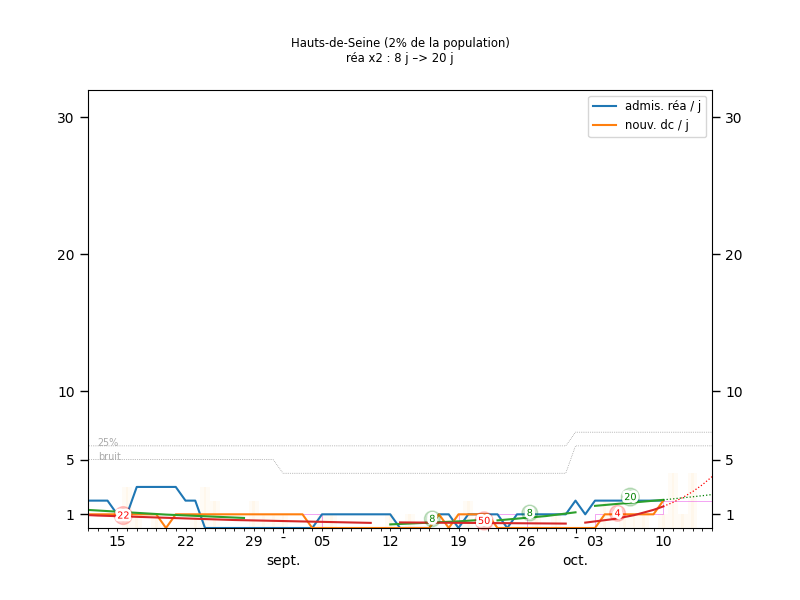 Hauts-de-Seine (2% de la population)
réa x2 : 8 j –> 20 j
admis. réa / j
nouv. dc / j
30 30
20 20
10 10
5 5
1 1
25%
bruit
22 8 50 8 4 20
15 22 29 - 05 12 19 26 - 03 10
sept. oct.